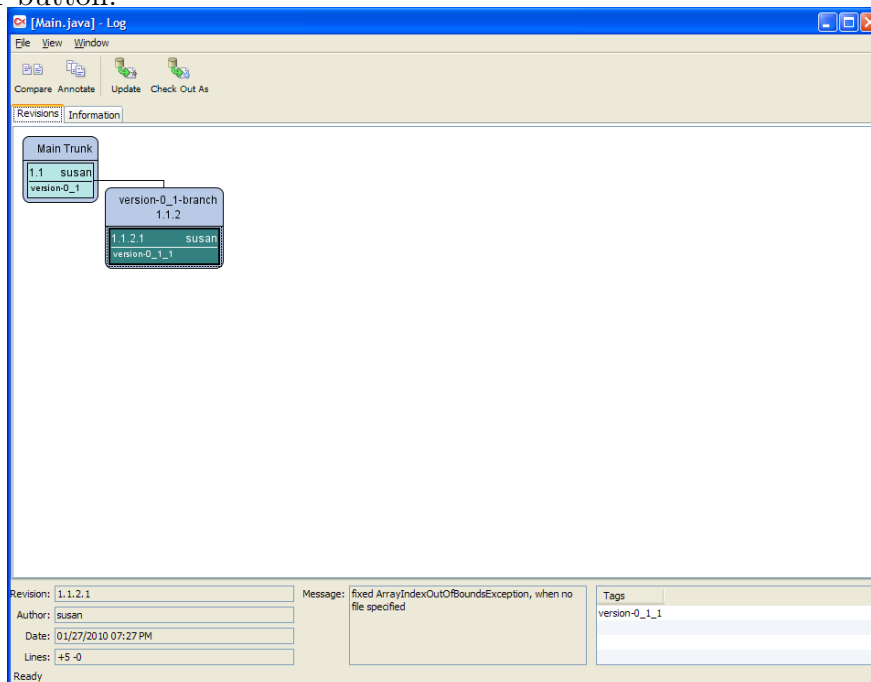 button.
[Main.java] - Log
File View Window
Compare Annotate Update Check Out As
Revisions Information
Main Trunk
1.1 susan
version-0_1
version-0_1-branch
1.1.2
1.1.2.1 susan
version-0_1_1
Revision: 1.1.2.1
Author: susan
Date: 01/27/2010 07:27 PM
Lines: +5 -0
Message: fixed ArrayIndexOutOfBoundsException, when no
file specified
Tags
version-0_1_1
Ready